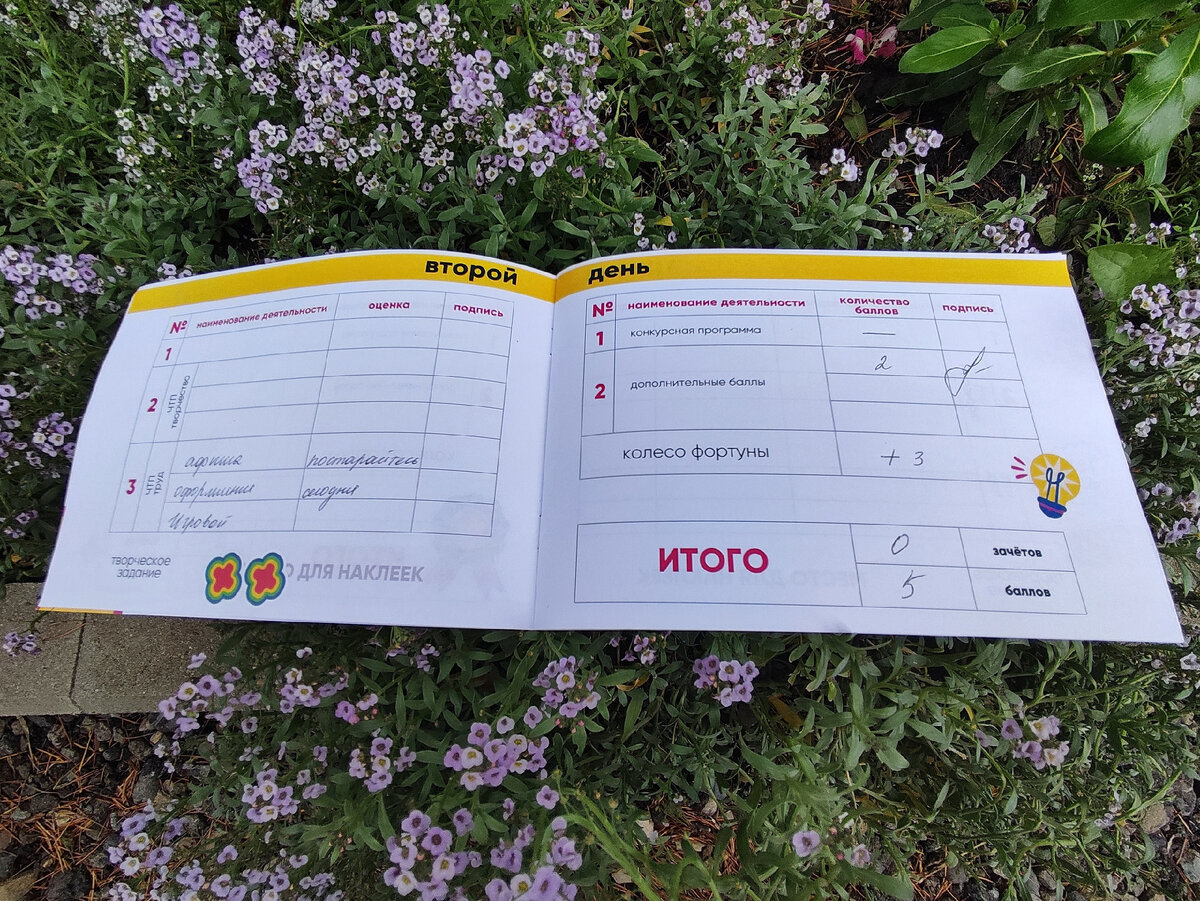 второй день
№ наименование деятельности оценка подпись
1
2 ЧТП творчество
3 ЧТП труд
афиша постарайтесь
оформления сегодня
Игровой
творческое
задание
О ДЛЯ НАКЛЕЕК
№ наименование деятельности количество баллов подпись
1 конкурсная программа —
2 дополнительные баллы 2
колесо фортуны + 3
ИТОГО
0 зачётов
5 баллов